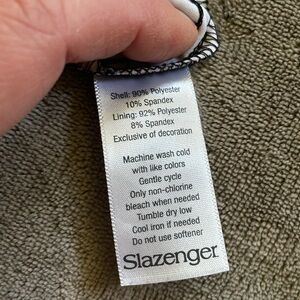 Shell: 90% Polyester
10% Spandex
Lining: 92% Polyester
8% Spandex
Exclusive of decoration
Machine wash cold
with like colors
Gentle cycle
Only non-chlorine
bleach when needed
Tumble dry low
Cool iron if needed
Do not use softener
Slazenger